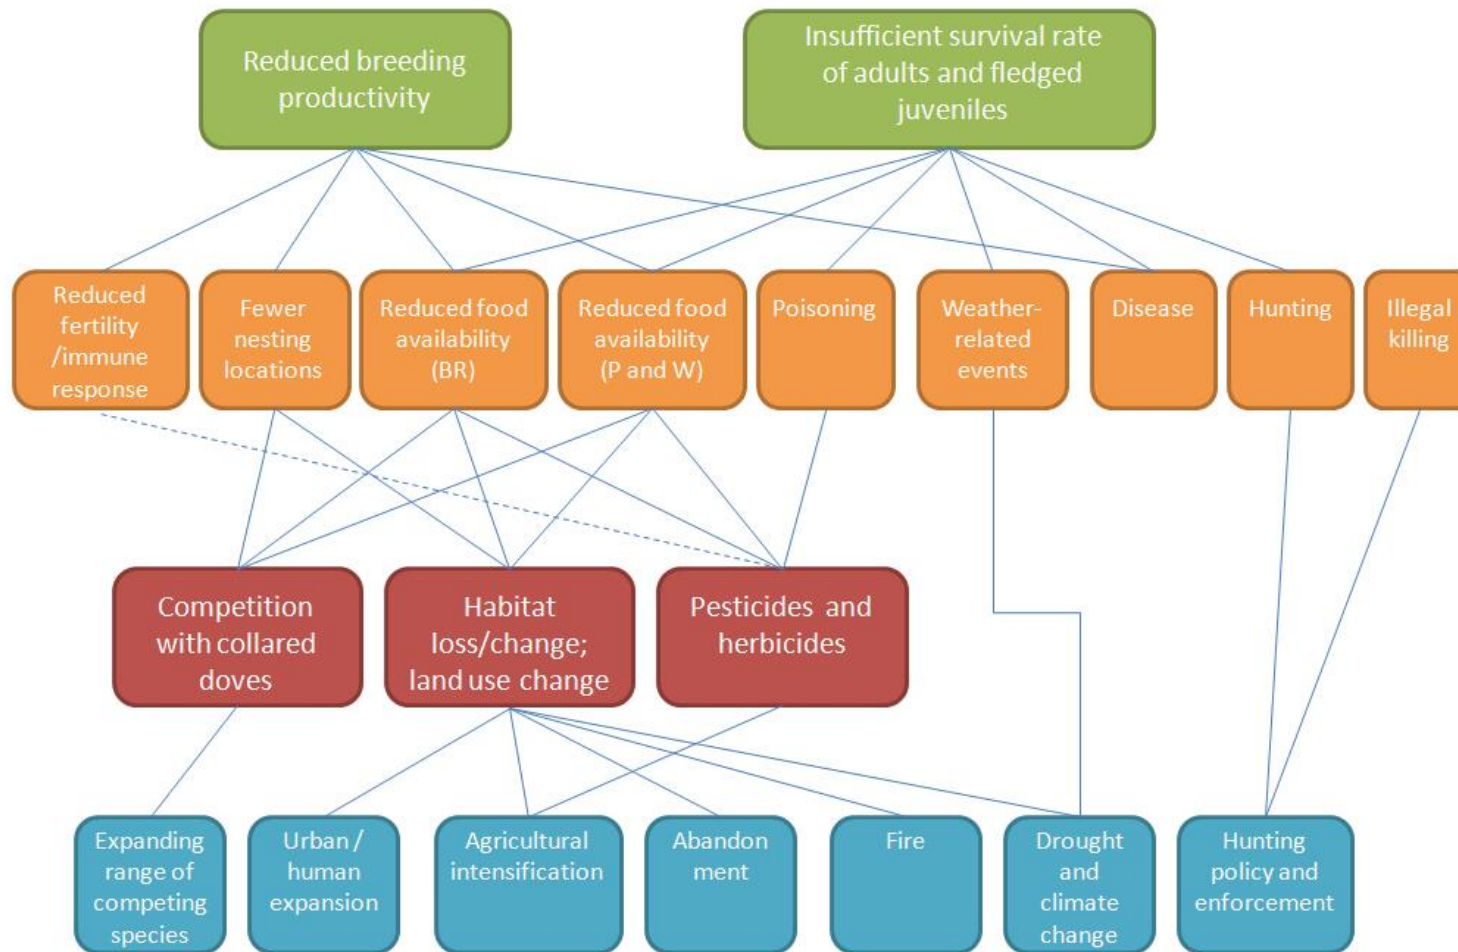 Reduced breeding
productivity
Insufficient survival rate
of adults and fledged
juveniles
Reduced
fertility
/immune
response
Fewer
nesting
locations
Reduced food
availability
(BR)
Reduced food
availability
(P and W)
Poisoning
Weather-
related
events
Disease
Hunting
Illegal
killing
Competition
with collared
doves
Habitat
loss/change;
land use change
Pesticides and
herbicides
Expanding
range of
competing
species
Urban /
human
expansion
Agricultural
intensification
Abandon
ment
Fire
Drought
and
climate
change
Hunting
policy and
enforcement